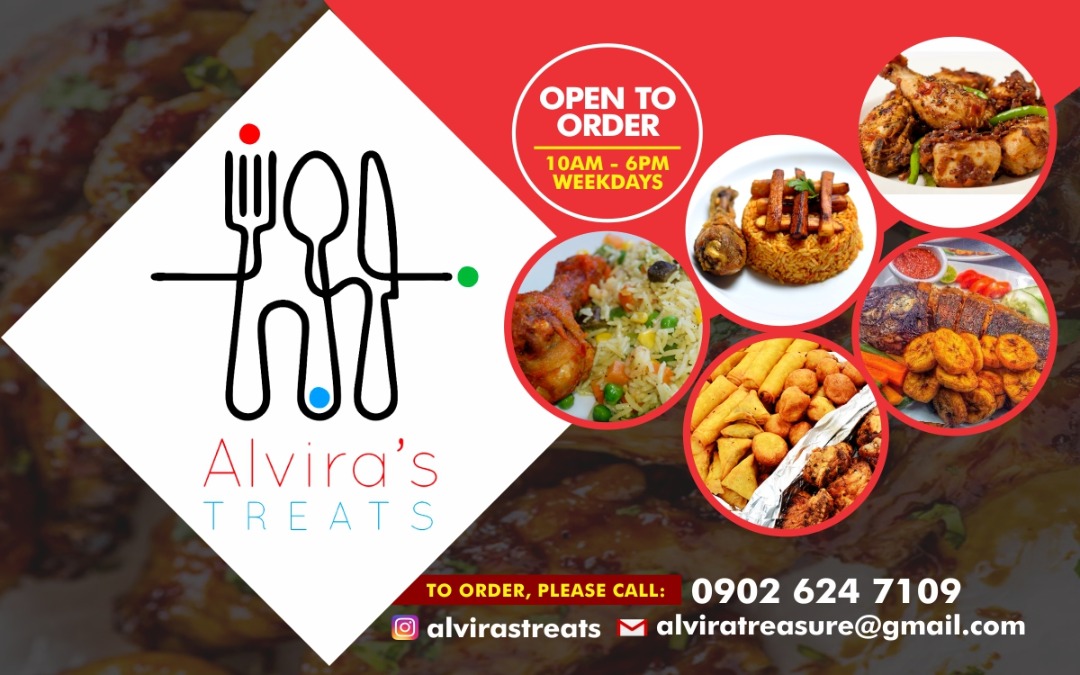 OPEN TO
ORDER
10AM - 6PM
WEEKDAYS
Alvira's
TREATS
TO ORDER, PLEASE CALL: 0902 624 7109
alvirastreats alviratreasure@gmail.com